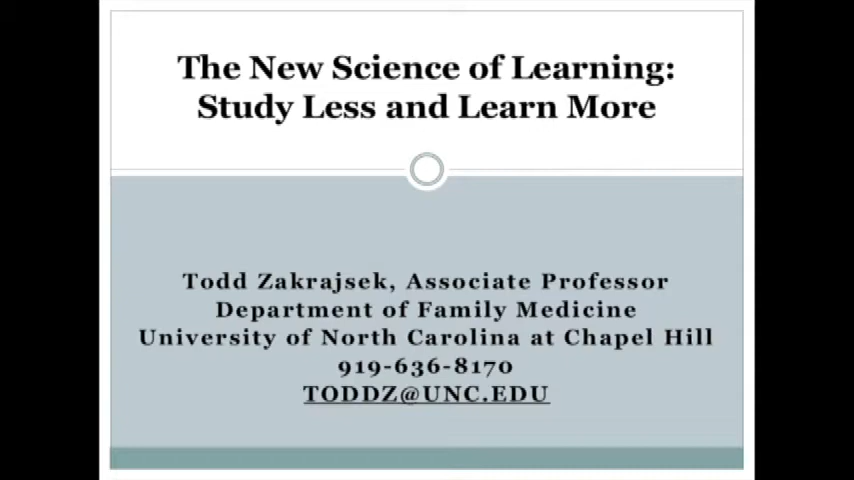 The New Science of Learning:
Study Less and Learn More
Todd Zakrajsek, Associate Professor
Department of Family Medicine
University of North Carolina at Chapel Hill
919-636-8170
TODDZ@UNC.EDU